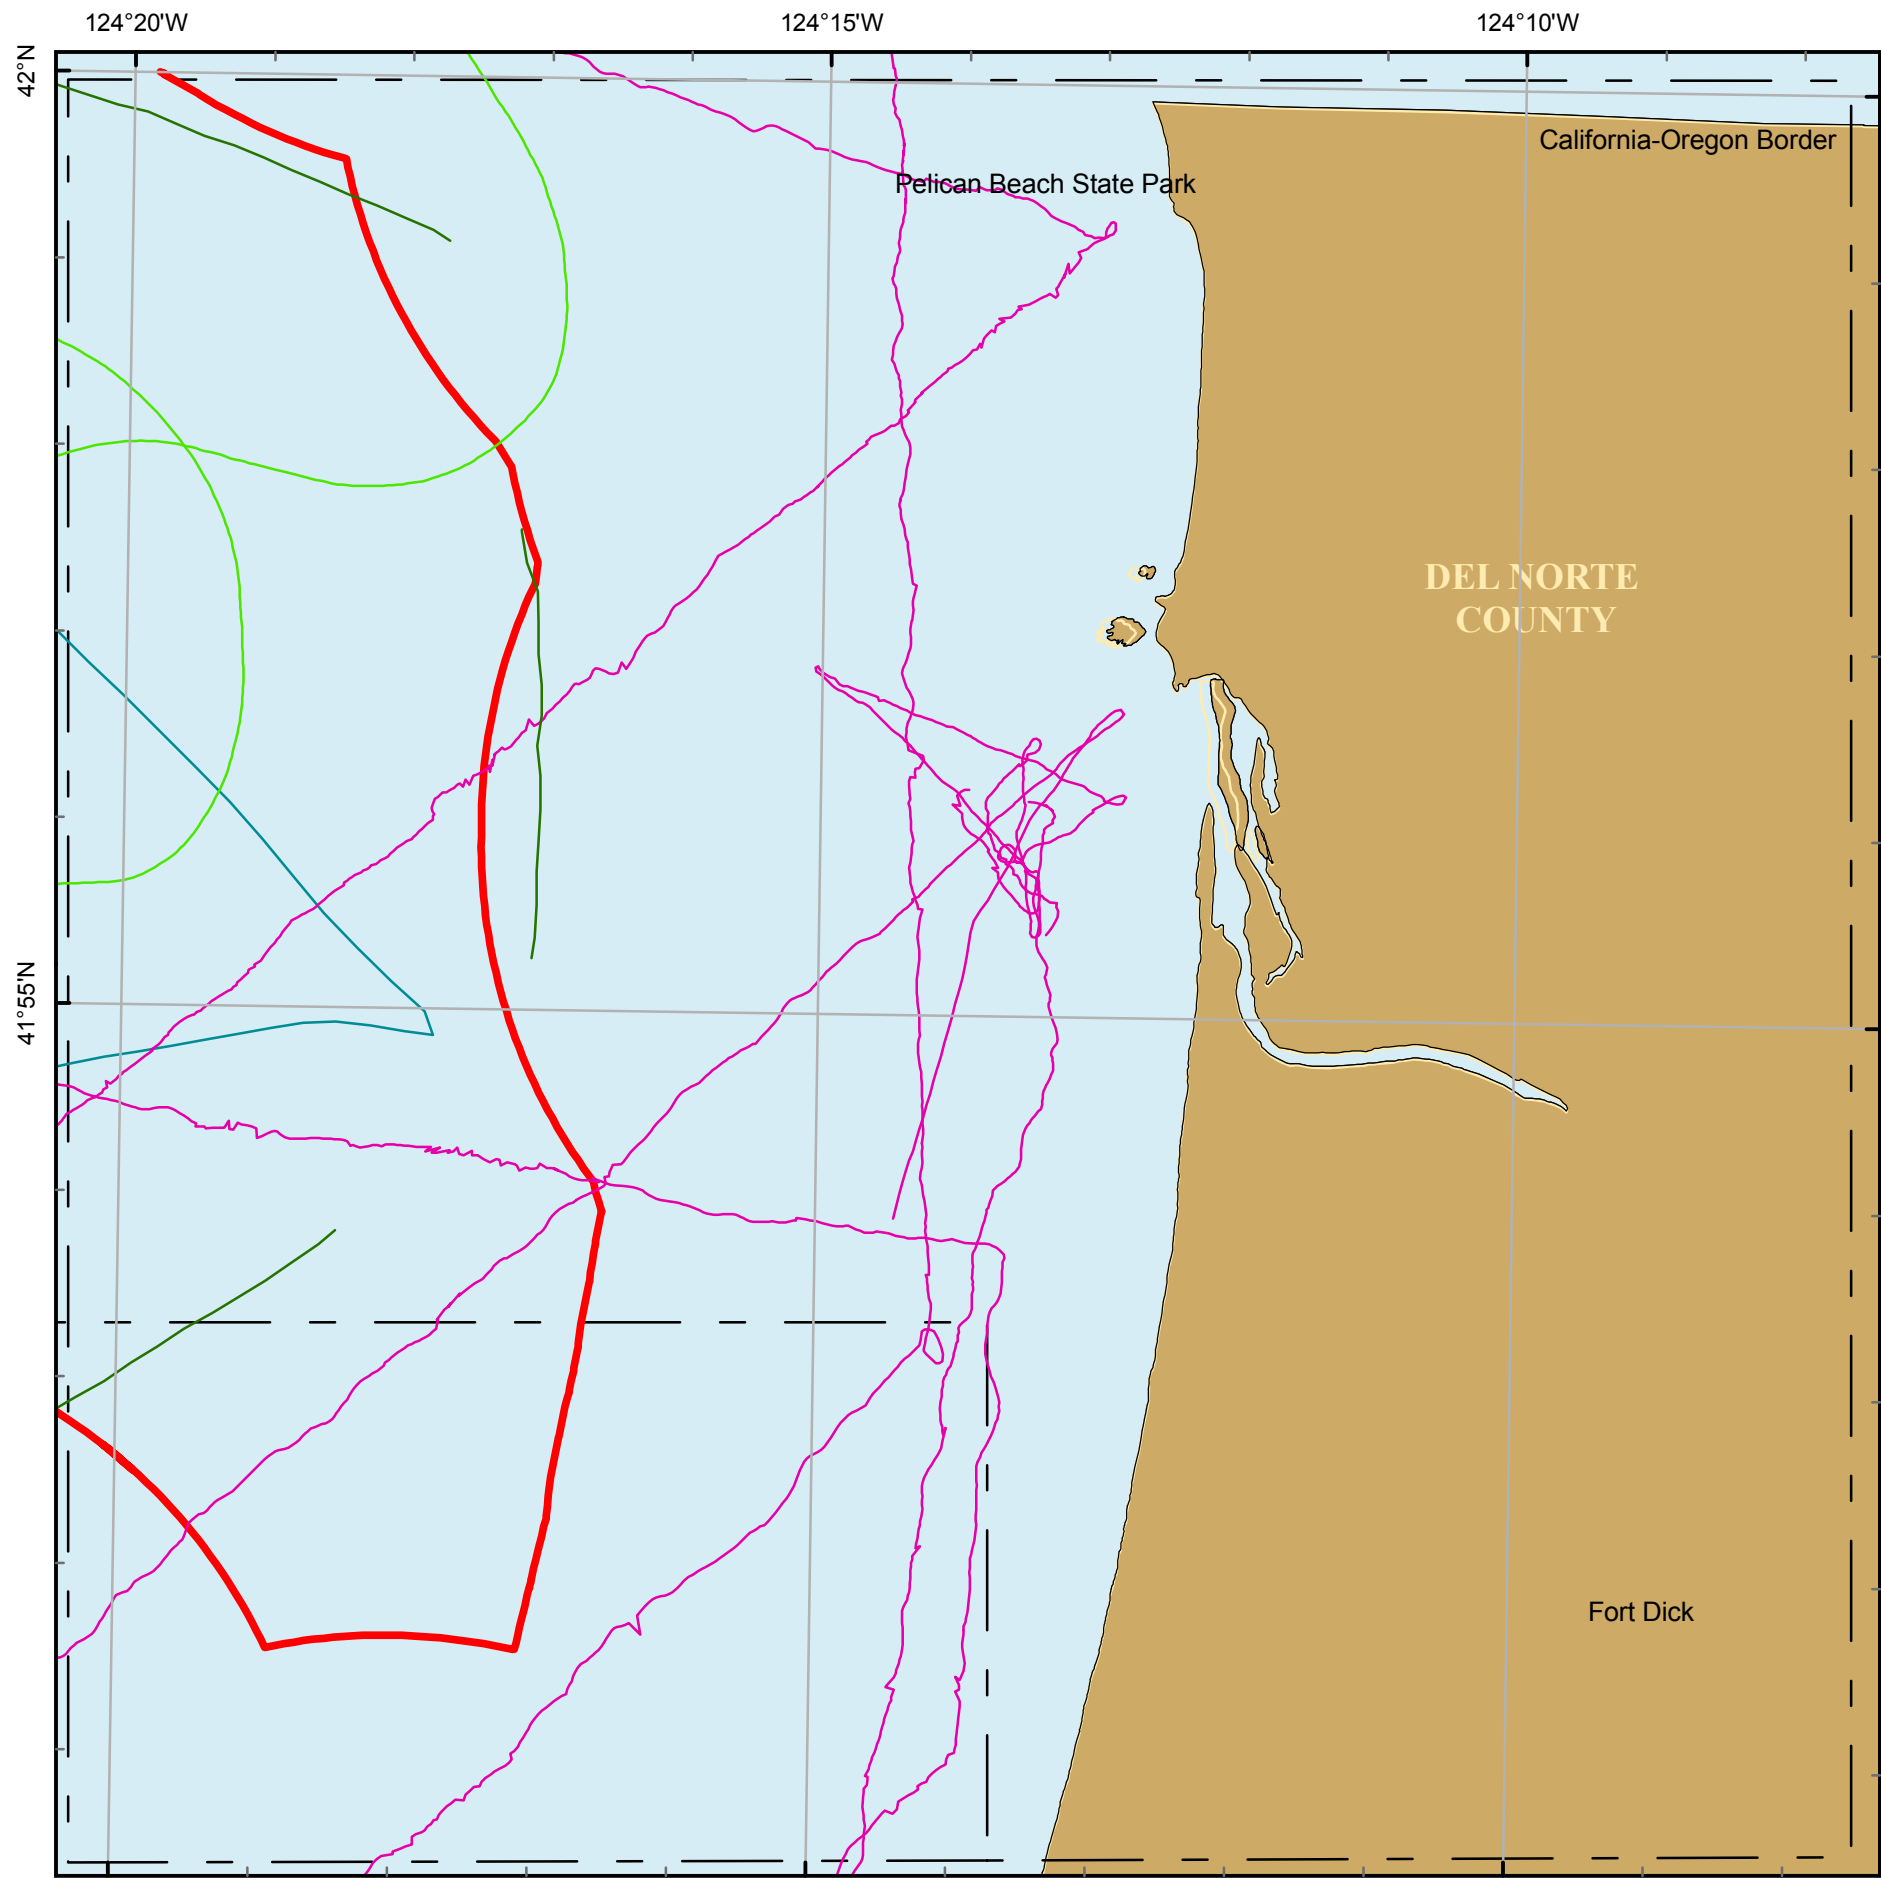 124°20'W
124°15'W
124°10'W
42°N
California-Oregon Border
Pelican Beach State Park
DEL NORTE
COUNTY
41°55'N
Fort Dick